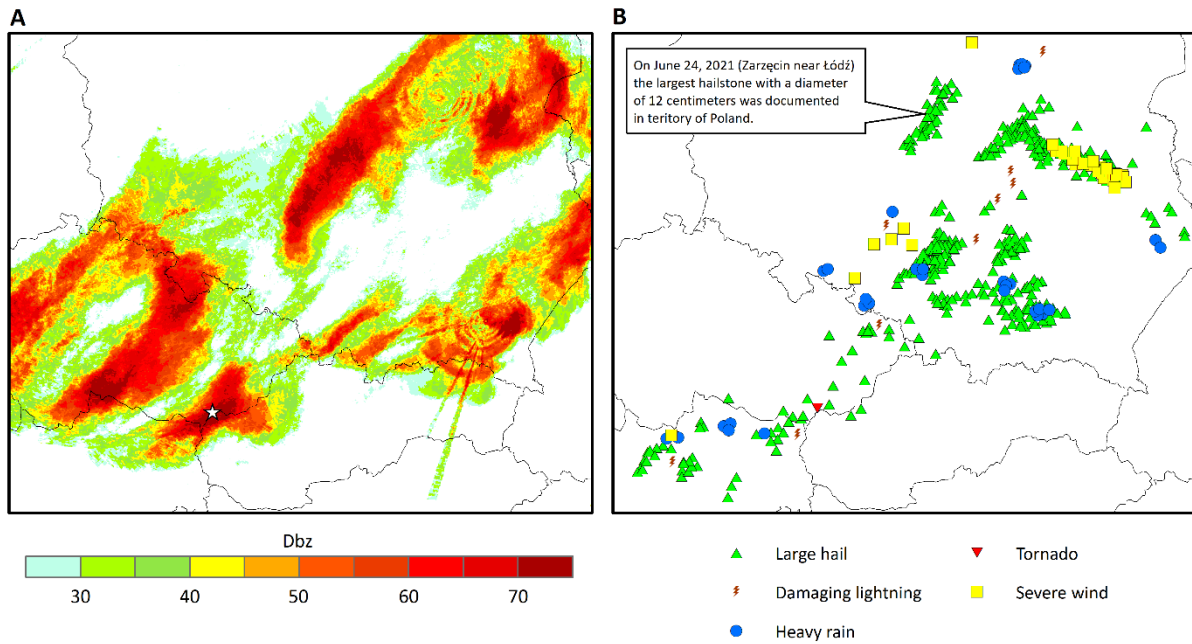 A
B
On June 24, 2021 (Zarzęcin near Łódź)
the largest hailstone with a diameter
of 12 centimeters was documented
in teritory of Poland.
Dbz
30 40 50 60 70
Large hail
Tornado
Damaging lightning
Severe wind
Heavy rain